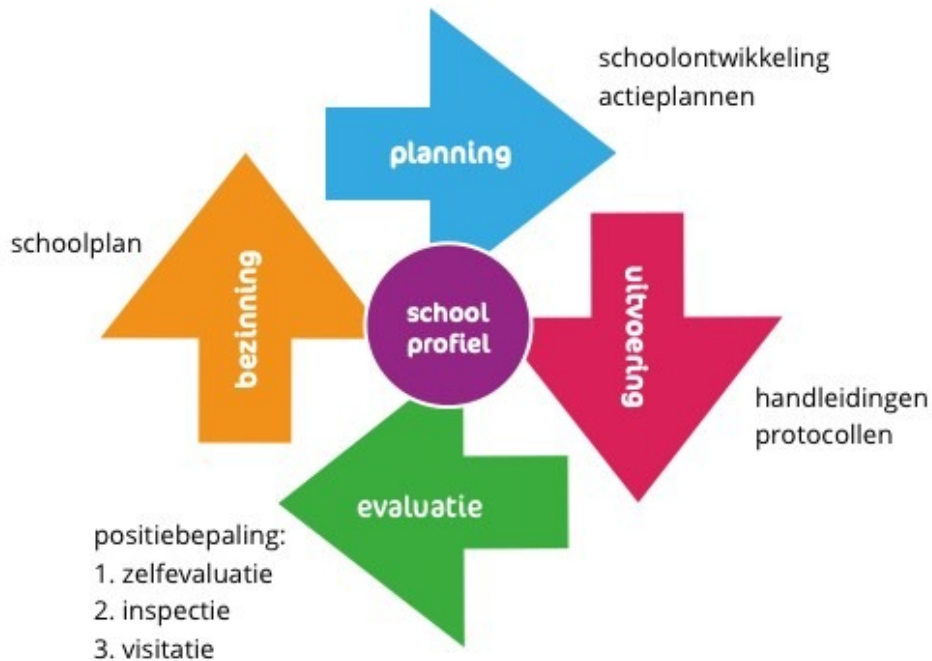 schoolontwikkeling
actieplannen
planning
schoolplan
bezinning
school
profiel
uitvoering
handleidingen
protocollen
evaluatie
positiebepaling:
1. zelfevaluatie
2. inspectie
3. visitatie